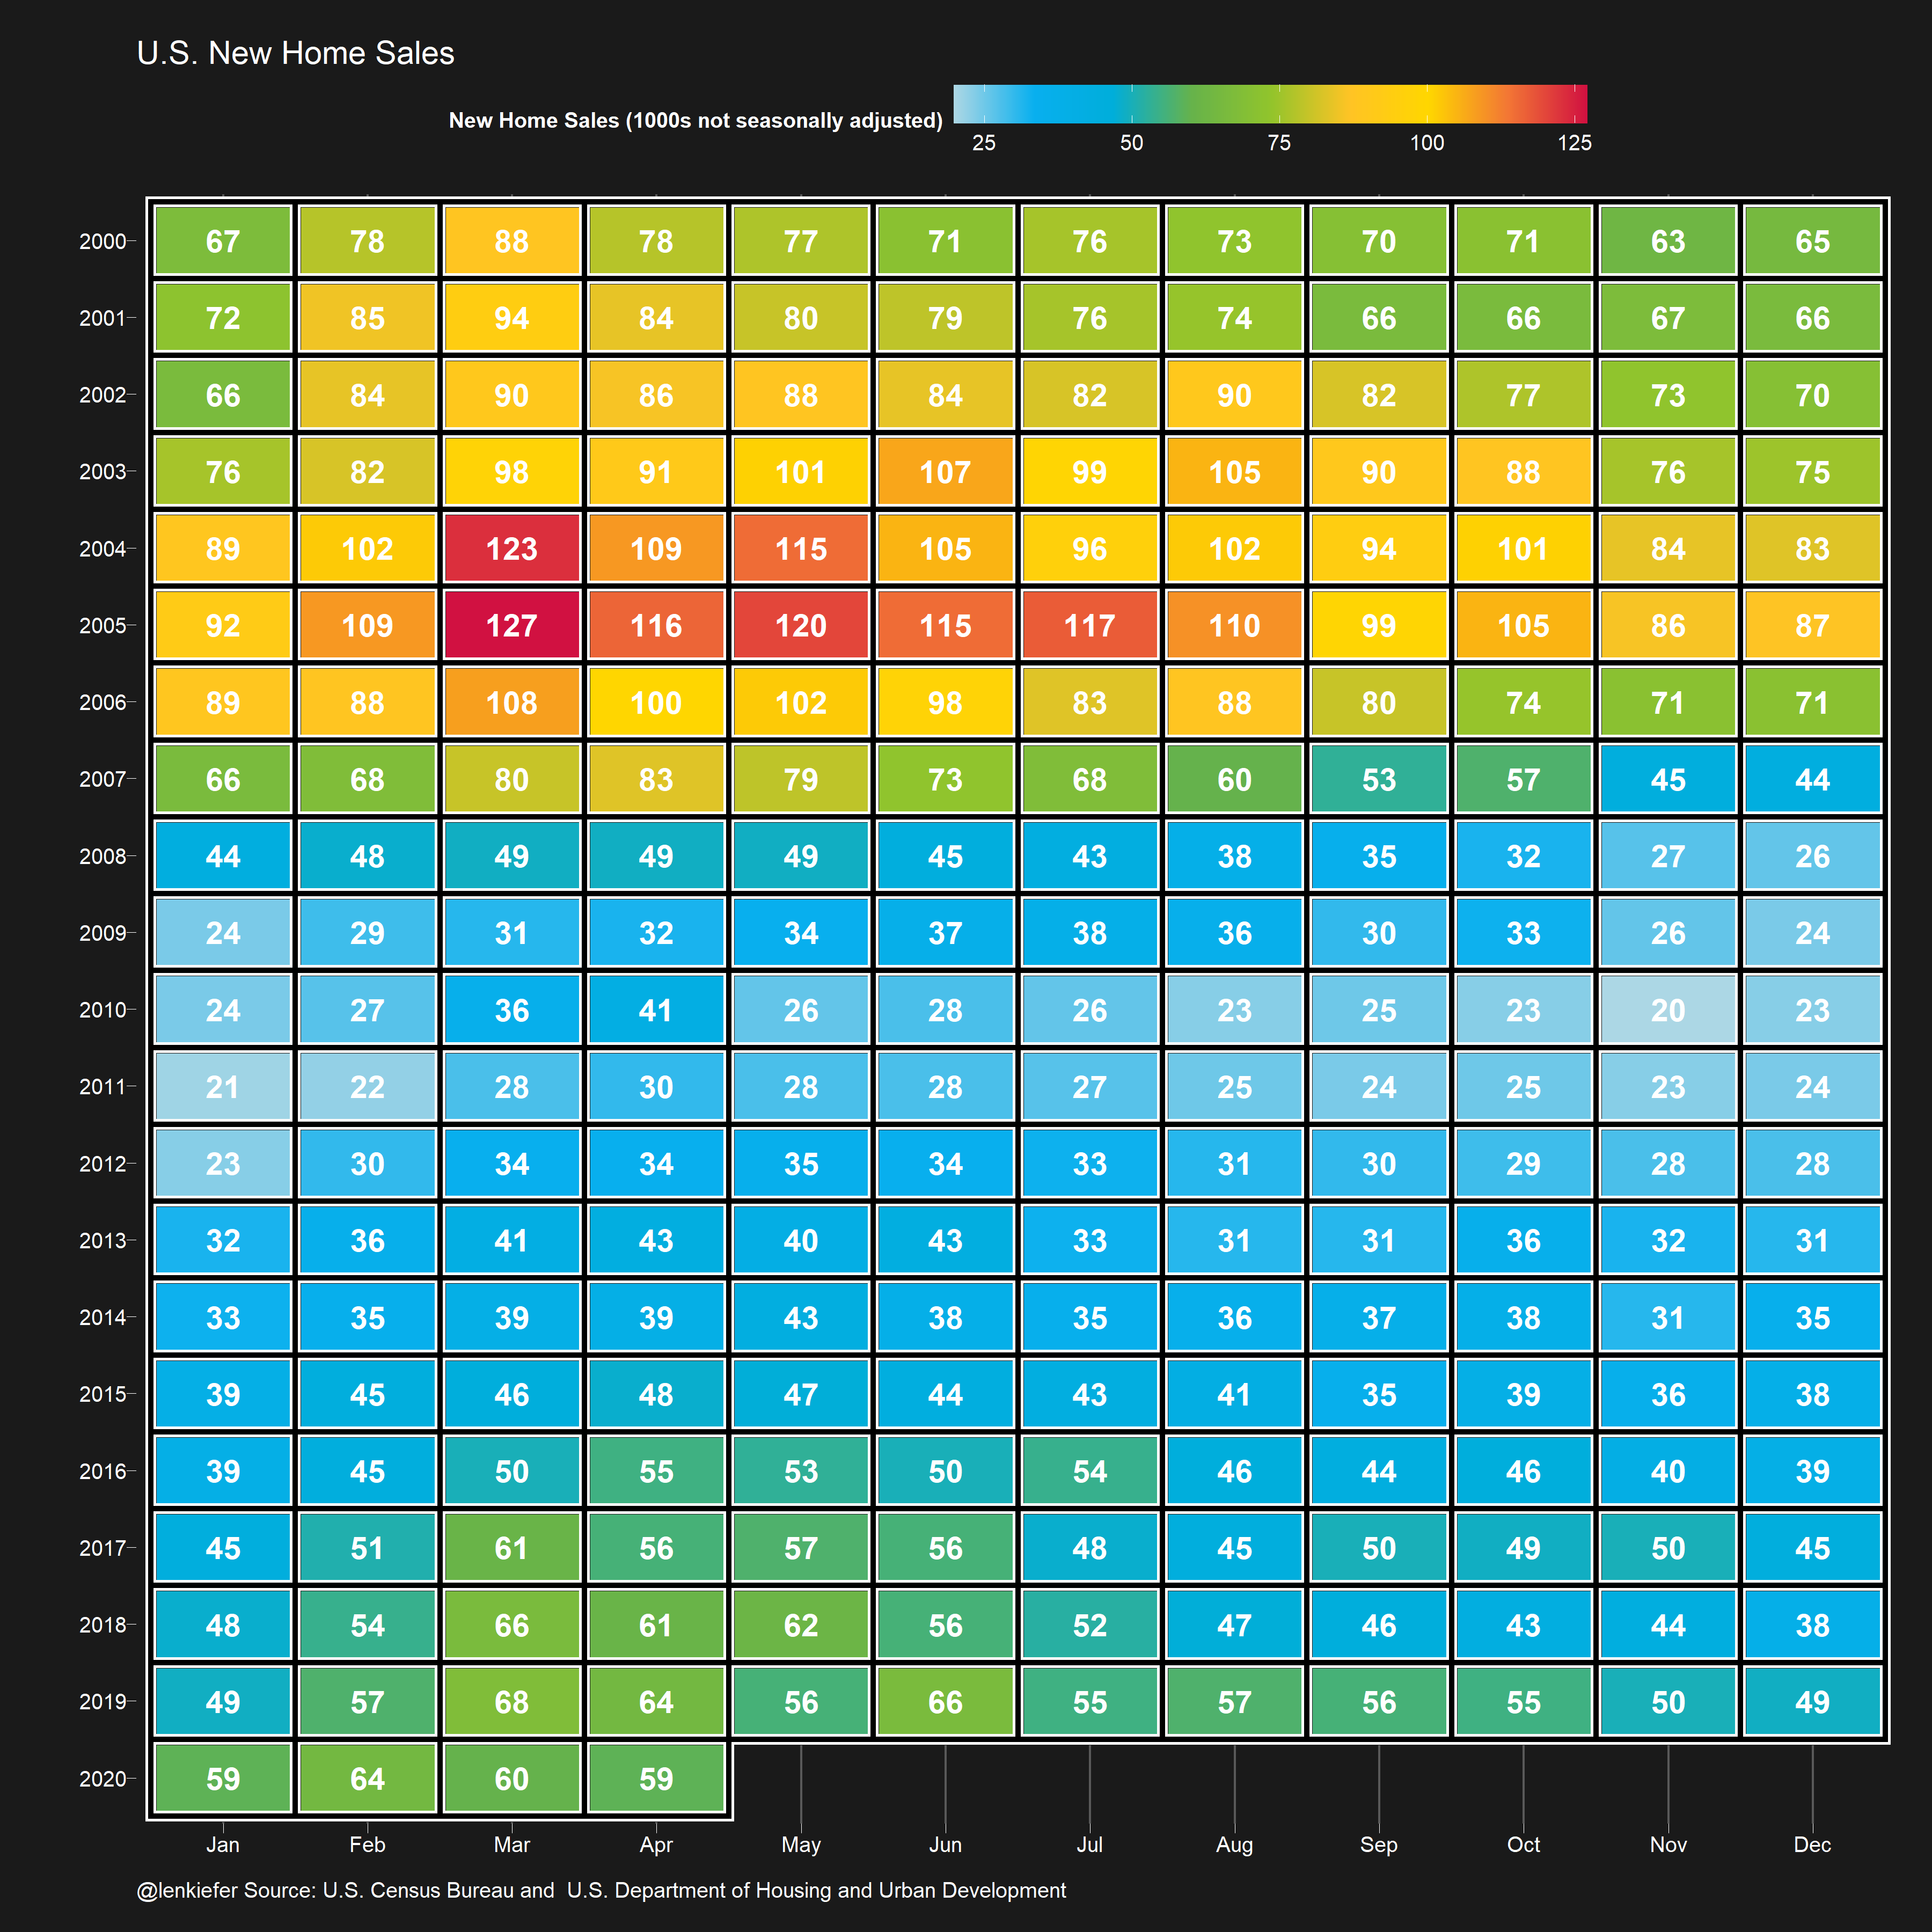 U.S. New Home Sales
New Home Sales (1000s not seasonally adjusted)
25 50 75 100 125
2000 67 78 88 78 77 71 76 73 70 71 63 65
2001 72 85 94 84 80 79 76 74 66 66 67 66
2002 66 84 90 86 88 84 82 90 82 77 73 70
2003 76 82 98 91 101 107 99 105 90 88 76 75
2004 89 102 123 109 115 105 96 102 94 101 84 83
2005 92 109 127 116 120 115 117 110 99 105 86 87
2006 89 88 108 100 102 98 83 88 80 74 71 71
2007 66 68 80 83 79 73 68 60 53 57 45 44
2008 44 48 49 49 49 45 43 38 35 32 27 26
2009 24 29 31 32 34 37 38 36 30 33 26 24
2010 24 27 36 41 26 28 26 23 25 23 20 23
2011 21 22 28 30 28 28 27 25 24 25 23 24
2012 23 30 34 34 35 34 33 31 30 29 28 28
2013 32 36 41 43 40 43 33 31 31 36 32 31
2014 33 35 39 39 43 38 35 36 37 38 31 35
2015 39 45 46 48 47 44 43 41 35 39 36 38
2016 39 45 50 55 53 50 54 46 44 46 40 39
2017 45 51 61 56 57 56 48 45 50 49 50 45
2018 48 54 66 61 62 56 52 47 46 43 44 38
2019 49 57 68 64 56 66 55 57 56 55 50 49
2020 59 64 60 59
Jan Feb Mar Apr May Jun Jul Aug Sep Oct Nov Dec
@lenkiefer Source: U.S. Census Bureau and  U.S. Department of Housing and Urban Development